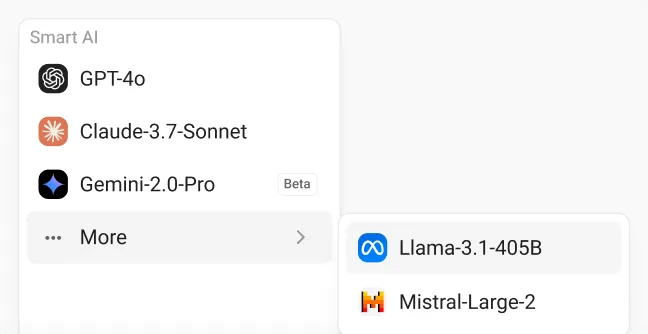 Smart AI
GPT-4o
Claude-3.7-Sonnet
Gemini-2.0-Pro Beta
More
Llama-3.1-405B
Mistral-Large-2